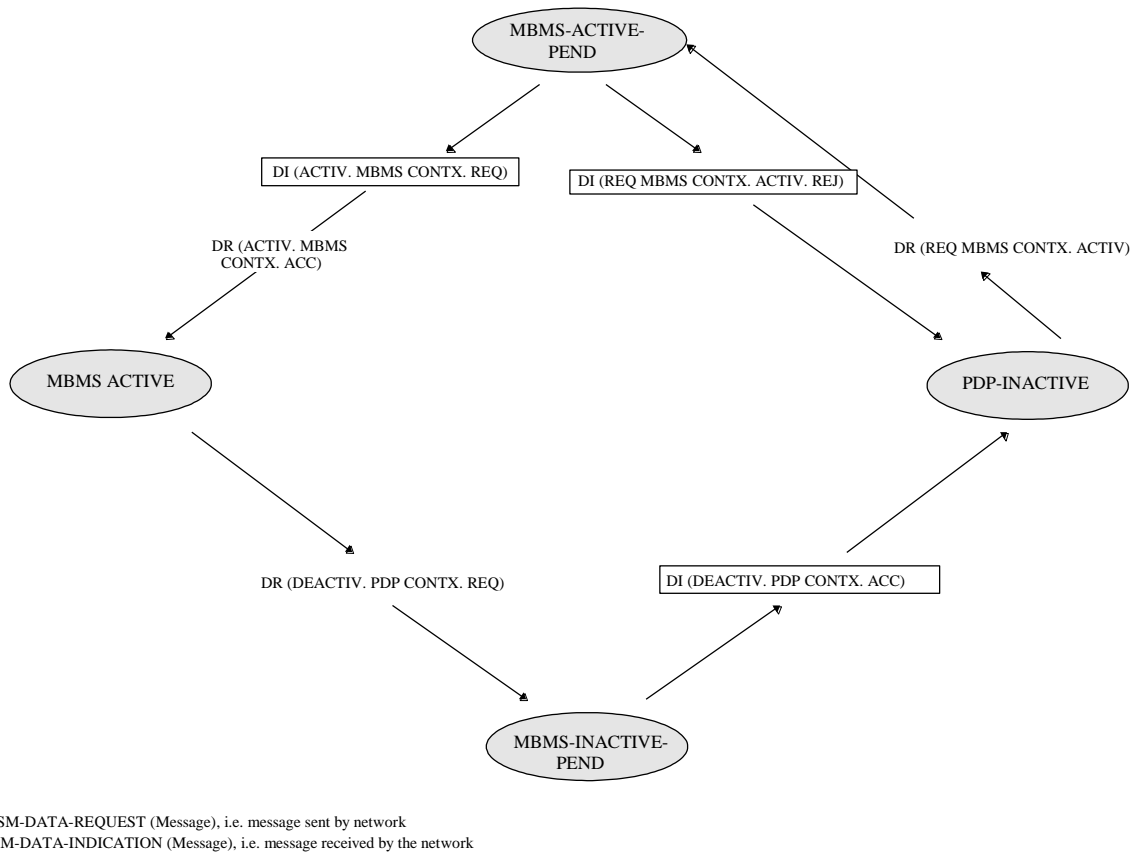 MBMS-ACTIVE-
PEND
DI (ACTIV. MBMS CONTX. REQ)
DI (REQ MBMS CONTX. ACTIV. REJ)
DR (ACTIV. MBMS
CONTX. ACC)
DR (REQ MBMS CONTX. ACTIV)
MBMS ACTIVE
PDP-INACTIVE
DR (DEACTIV. PDP CONTX. REQ)
DI (DEACTIV. PDP CONTX. ACC)
MBMS-INACTIVE-
PEND
SM-DATA-REQUEST (Message), i.e. message sent by network
M-DATA-INDICATION (Message), i.e. message received by the network